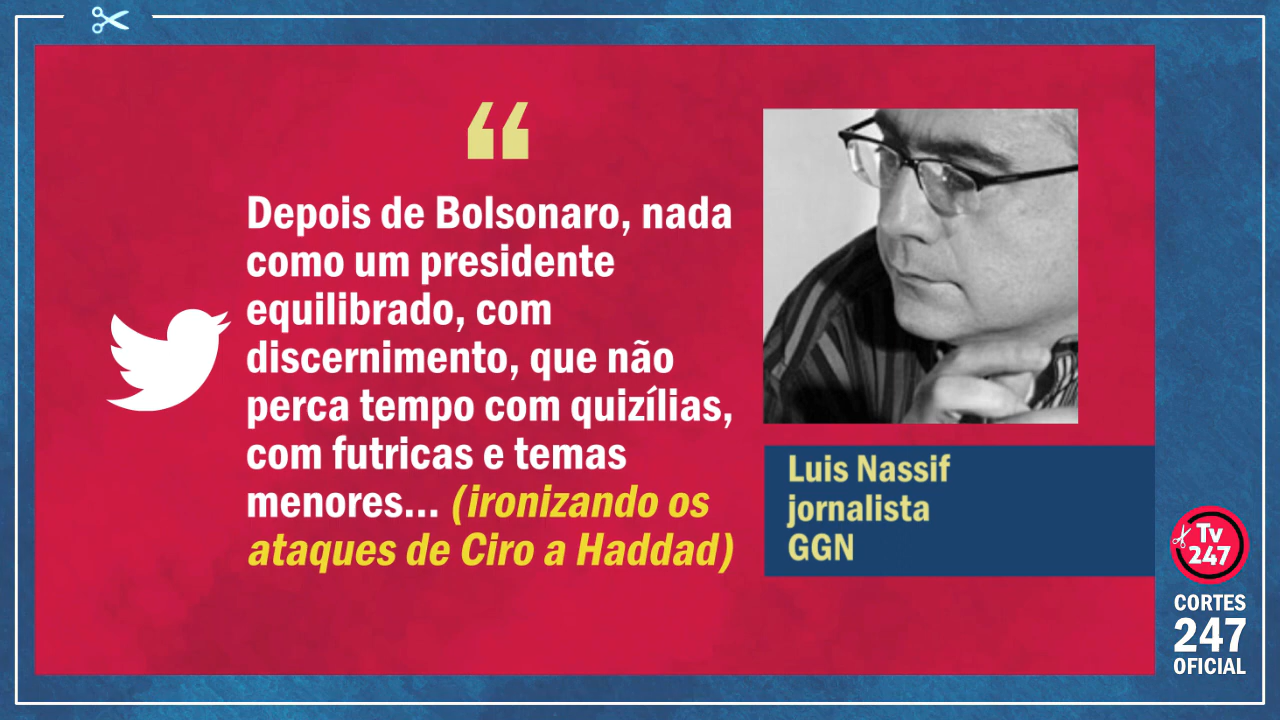 “
Depois de Bolsonaro, nada
como um presidente
equilibrado, com
discernimento, que não
perca tempo com quizílias,
com futricas e temas
menores... (ironizando os
ataques de Ciro a Haddad)
Luis Nassif
jornalista
GGN
Tv
247
CORTES
247
OFICIAL